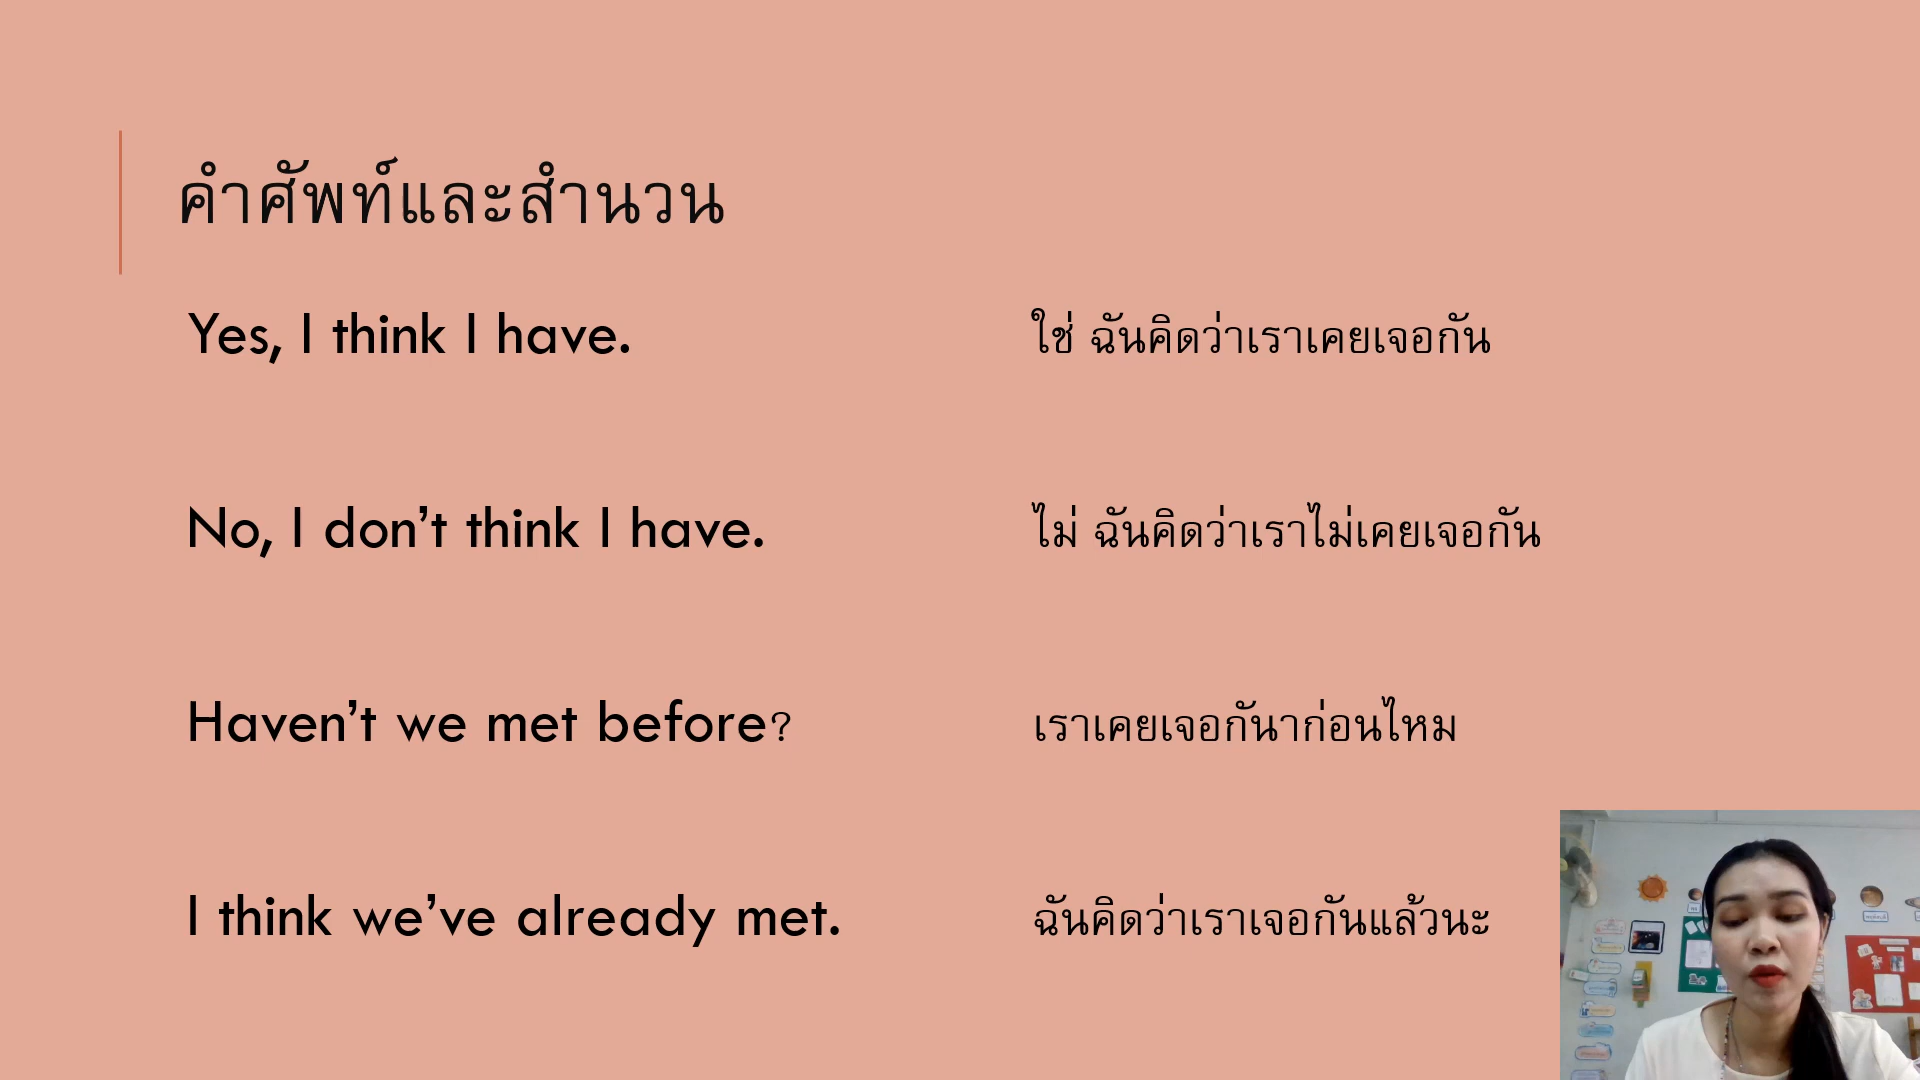 คำศัพท์และสำนวน
Yes, I think I have.
ใช่ ฉันคิดว่าเราเคยเจอกัน
No, I don’t think I have.
ไม่ ฉันคิดว่าเราไม่เคยเจอกัน
Haven’t we met before?
เราเคยเจอกันาก่อนไหม
I think we’ve already met.
ฉันคิดว่าเราเจอกันแล้วนะ